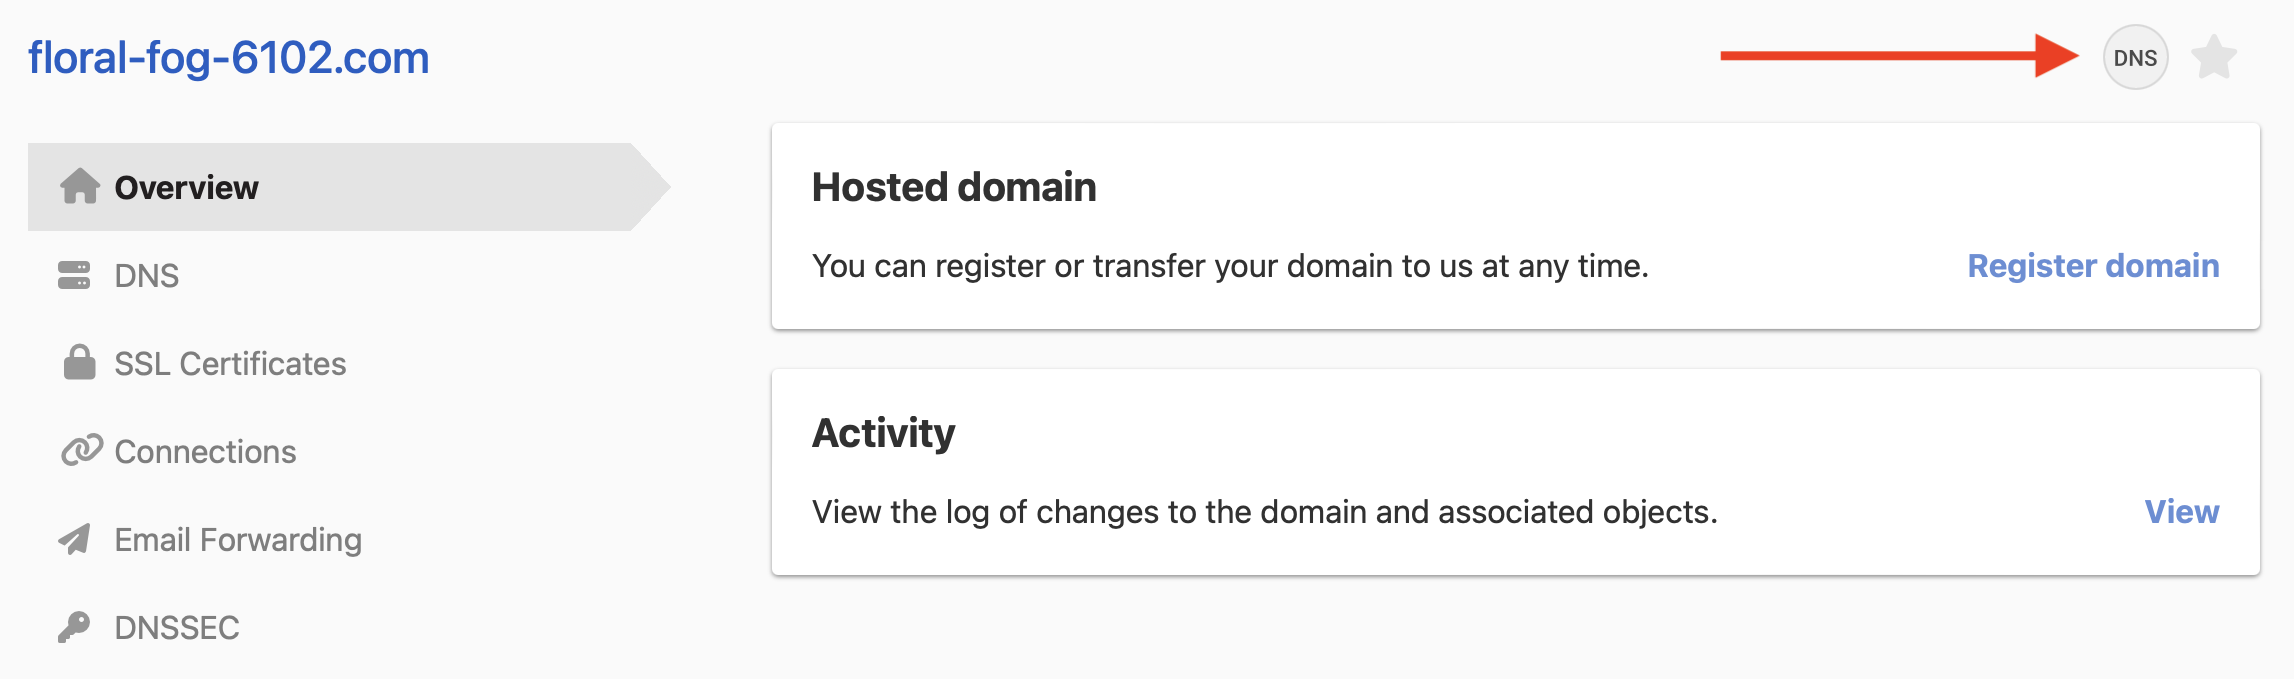 floral-fog-6102.com
DNS
Overview
DNS
SSL Certificates
Connections
Email Forwarding
DNSSEC
Hosted domain
You can register or transfer your domain to us at any time.
Register domain
Activity
View the log of changes to the domain and associated objects.
View